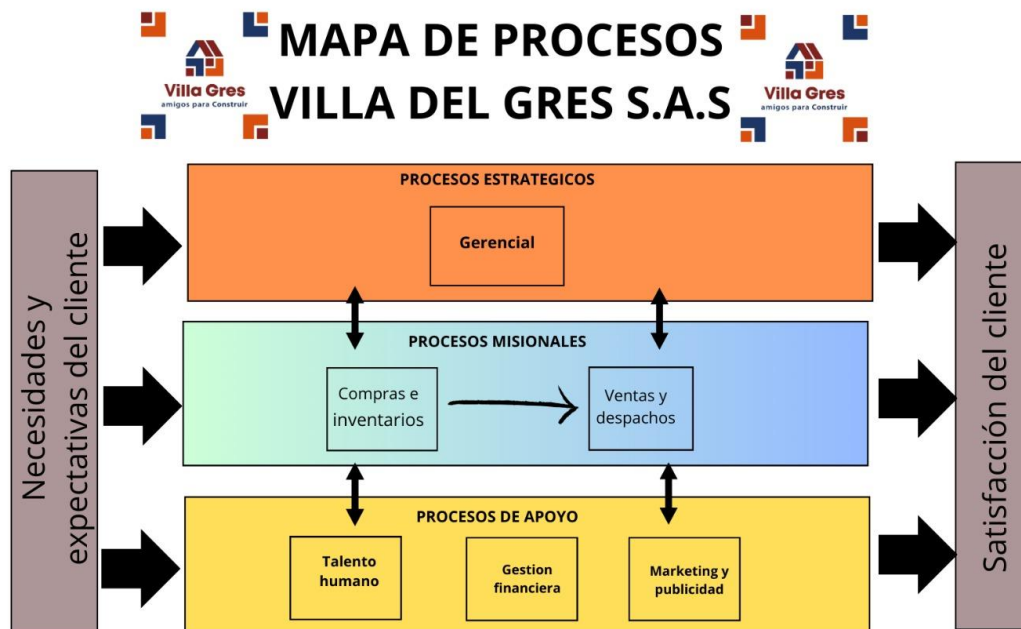 MAPA DE PROCESOS
VILLA DEL GRES S.A.S
Villa Gres
amigos para Construir
Villa Gres
amigos para Construir
Necesidades y
expectativas del cliente
PROCESOS ESTRATEGICOS
Gerencial
PROCESOS MISIONALES
Compras e
inventarios
Ventas y
despachos
PROCESOS DE APOYO
Talento
humano
Gestion
financiera
Marketing y
publicidad
Satisfacción del cliente